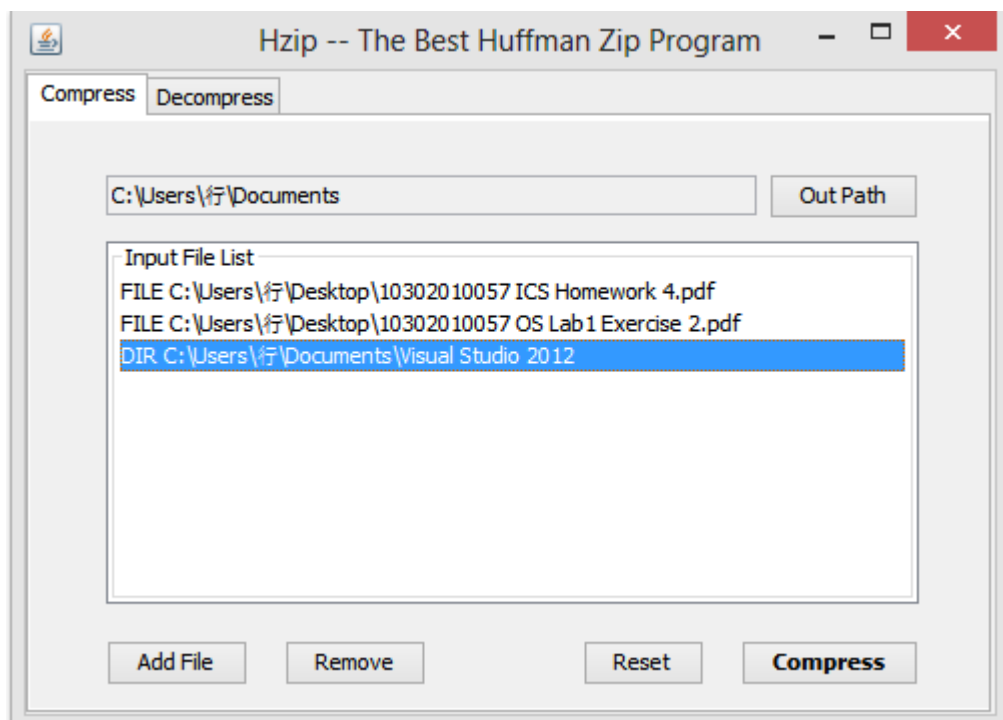 Hzip -- The Best Huffman Zip Program
Compress Decompress
C:\Users\行\Documents Out Path
Input File List
FILE C:\Users\行\Desktop\10302010057 ICS Homework 4.pdf
FILE C:\Users\行\Desktop\10302010057 OS Lab1 Exercise 2.pdf
DIR C:\Users\行\Documents\Visual Studio 2012
Add File Remove Reset Compress